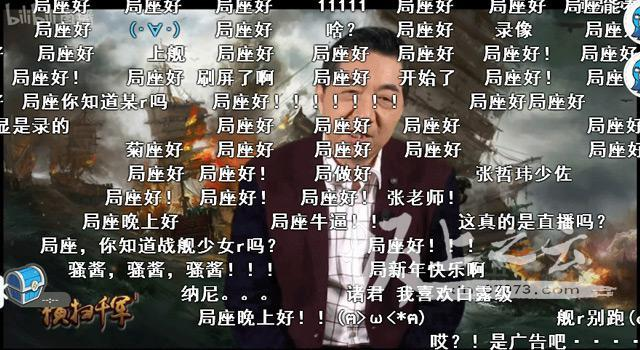 bilibili 直播
局座好 局座好 局座好 11111 局座好 局座好 局座好
局座好 (·∀·) 局座好 啥? 局座好 录像 局座好
局座好 上舰 局座好 局座好 局座好 局座好! 局座好
局座好! 局座好 刷屏了啊 局座好 开始了 局座好! 局座好
局座你知道某r吗 局座好!!!!!!! 局座好局座好
显是录的 局座好 局座好 局座好 局座好
菊座好 局座好 局座好 局座好 局座好
局座好 局座好 局做好 张哲玮少佐
局座好! 局座好! 局座好! 张老师!
局座晚上好 局座牛逼!! 这真的是直播吗?
局座，你知道战舰少女r吗? 局座好!!!
骚酱，骚酱，骚酱!!! 局新年快乐啊
纳尼。。。 诸君 我喜欢白露级
横扫千军
局座晚上好!!(ฅ>ω<*ฅ) 舰r别跑
哎?!是广告吧····